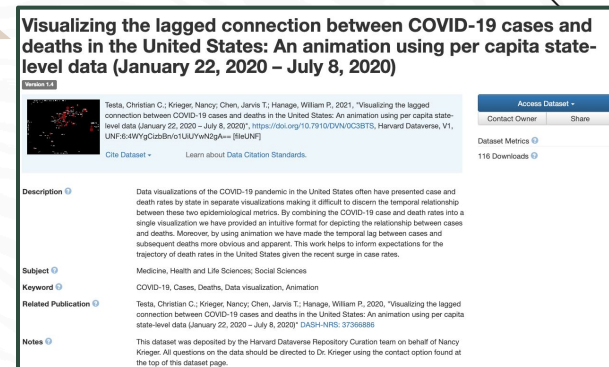 Visualizing the lagged connection between COVID-19 cases and
deaths in the United States: An animation using per capita state-
level data (January 22, 2020 – July 8, 2020)
Version 1.4
Testa, Christian C.; Krieger, Nancy; Chen, Jarvis T.; Hanage, William P., 2021, "Visualizing the lagged
connection between COVID-19 cases and deaths in the United States: An animation using per capita state-
level data (January 22, 2020 – July 8, 2020)", https://doi.org/10.7910/DVN/0C3BTS, Harvard Dataverse, V1,
UNF:6:iWYgCizbBn/o1UiUYwN2gA== [fileUNF]
Cite Dataset
Learn about Data Citation Standards.
Access Dataset
Contact Owner
Share
Dataset Metrics
116 Downloads
Description
Data visualizations of the COVID-19 pandemic in the United States often have presented case and
death rates by state in separate visualizations making it difficult to discern the temporal relationship
between these two epidemiological metrics. By combining the COVID-19 case and death rates into a
single visualization we have provided an intuitive format for depicting the relationship between cases
and deaths. Moreover, by using animation we have made the temporal lag between cases and
subsequent deaths more obvious and apparent. This work helps to inform expectations for the
trajectory of death rates in the United States given the recent surge in case rates.
Subject
Medicine, Health and Life Sciences; Social Sciences
Keyword
COVID-19, Cases, Deaths, Data visualization, Animation
Related Publication
Testa, Christian C.; Krieger, Nancy; Chen, Jarvis T.; Hanage, William P., 2020, "Visualizing the lagged
connection between COVID-19 cases and deaths in the United States: An animation using per capita
state-level data (January 22, 2020 – July 8, 2020)" DASH-NRS: 37366886
Notes
This dataset was deposited by the Harvard Dataverse Repository Curation team on behalf of Nancy
Krieger. All questions on the data should be directed to Dr. Krieger using the contact option found at
the top of this dataset page.